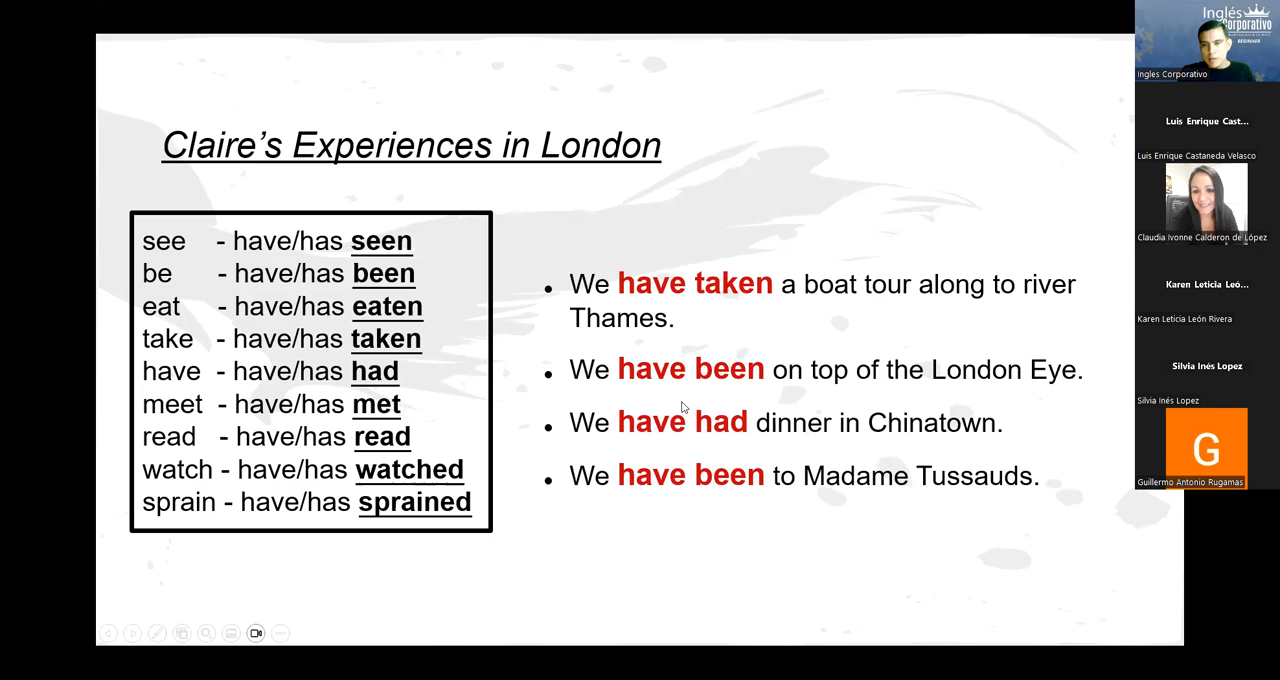 Claire's Experiences in London
see - have/has seen
be - have/has been
eat - have/has eaten
take - have/has taken
have - have/has had
meet - have/has met
read - have/has read
watch - have/has watched
sprain - have/has sprained
• We have taken a boat tour along to river
Thames.
• We have been on top of the London Eye.
• We have had dinner in Chinatown.
• We have been to Madame Tussauds.
Inglés
Corporativo
BEGINNER
Ingles Corporativo
Luis Enrique Cast...
Luis Enrique Castaneda Velasco
Claudia Ivonne Calderon de López
Karen Leticia Leó...
Karen Leticia León Rivera
Silvia Inés Lopez
Silvia Inés Lopez
G
Guillermo Antonio Rugamas